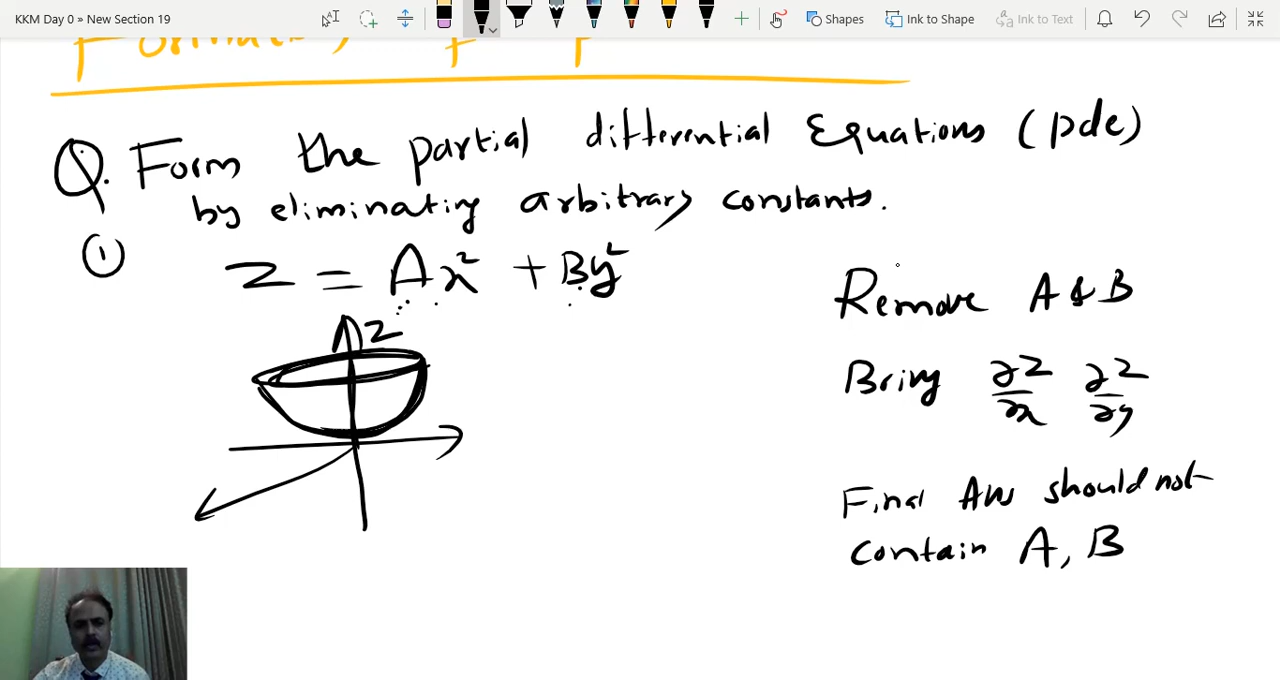 KKM Day 0 » New Section 19
Shapes
Ink to Shape
Ink to Text
Q. Form the partial differential Equations (pde)
by eliminating arbitrary constants.
① z = Ax² + By²
z
Remove A & B
Bring ∂z/∂x ∂z/∂y
Final Ans should not
contain A, B